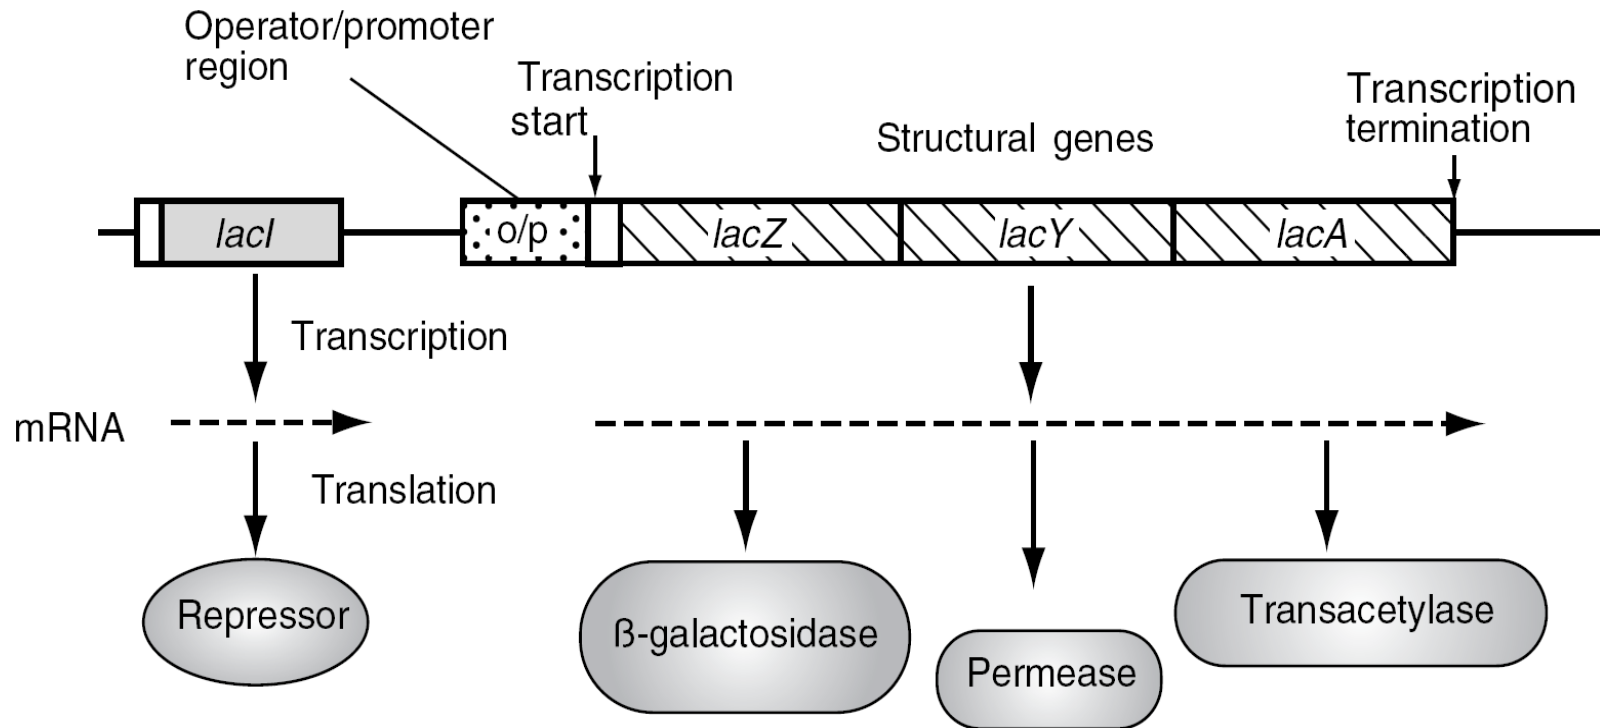 Operator/promoter
region
Transcription
start
Structural genes
Transcription
termination
lacI
o/p
lacZ
lacY
lacA
Transcription
mRNA
Translation
Repressor
ß-galactosidase
Permease
Transacetylase